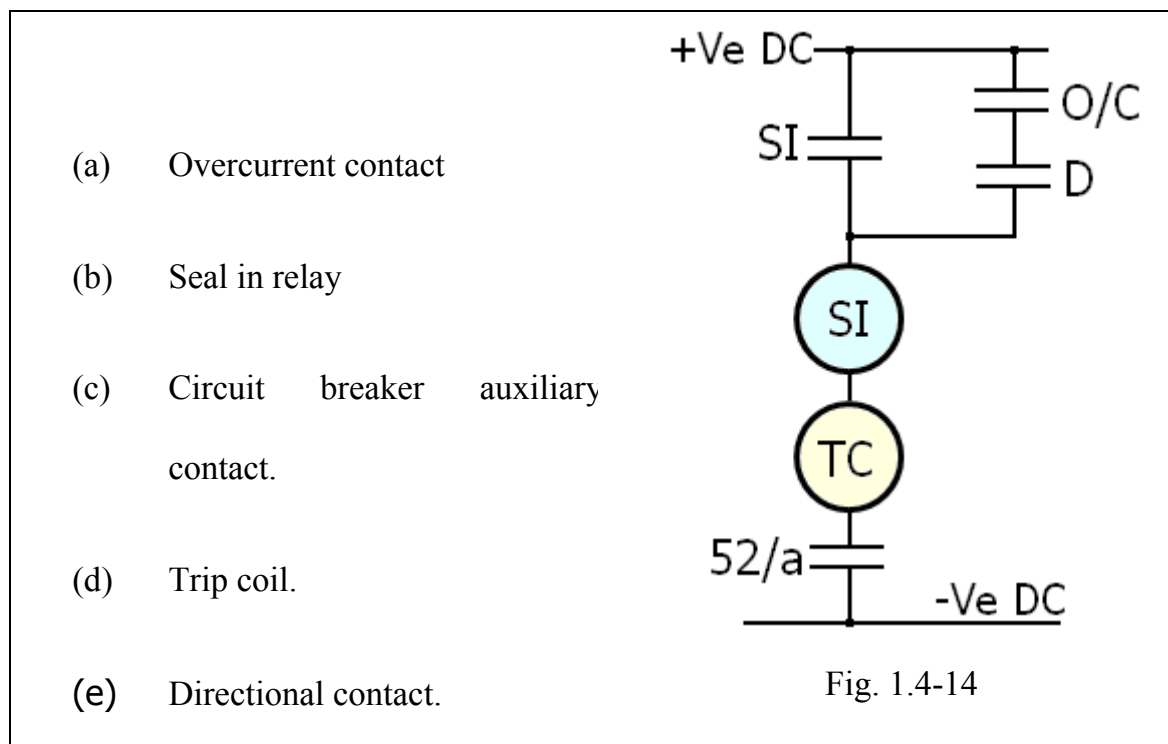 (a) Overcurrent contact
(b) Seal in relay
(c) Circuit breaker auxiliary
contact.
(d) Trip coil.
(e) Directional contact.
+Ve DC
O/C
SI
D
SI
TC
52/a
-Ve DC
Fig. 1.4-14